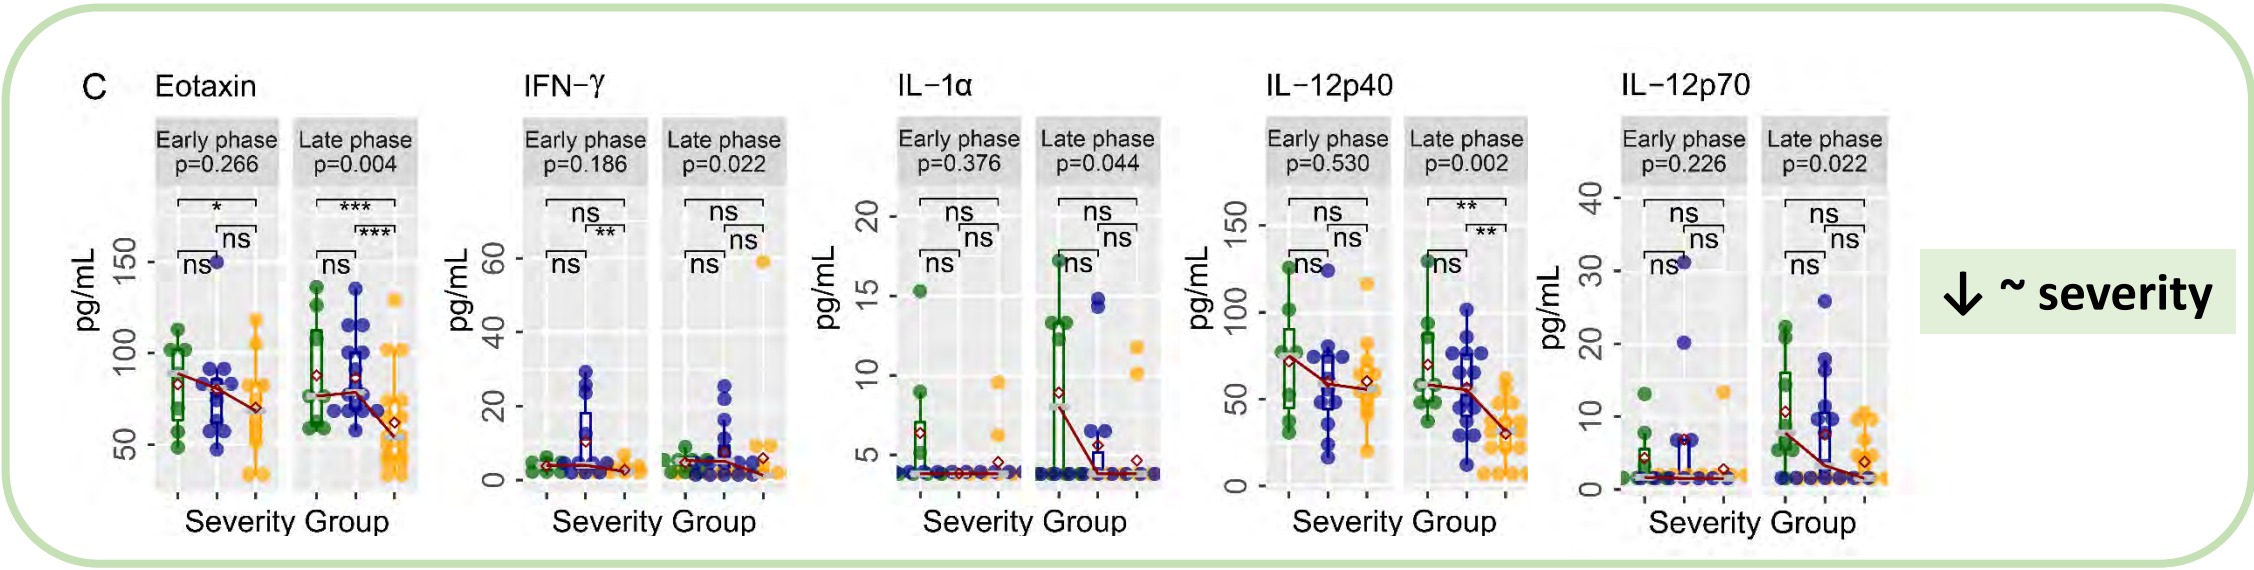 C
Eotaxin
IFN−γ
IL−1α
IL−12p40
IL−12p70
Early phase
p=0.266
Late phase
p=0.004
Early phase
p=0.186
Late phase
p=0.022
Early phase
p=0.376
Late phase
p=0.044
Early phase
p=0.530
Late phase
p=0.002
Early phase
p=0.226
Late phase
p=0.022
pg/mL
150
100
50
*
ns
ns
***
***
ns
Severity Group
pg/mL
60
40
20
0
ns
**
ns
ns
ns
ns
Severity Group
pg/mL
20
15
10
5
ns
ns
ns
ns
ns
ns
Severity Group
pg/mL
150
100
50
0
ns
ns
ns
**
**
ns
Severity Group
pg/mL
40
30
20
10
0
ns
ns
ns
ns
ns
ns
Severity Group
↓ ~ severity